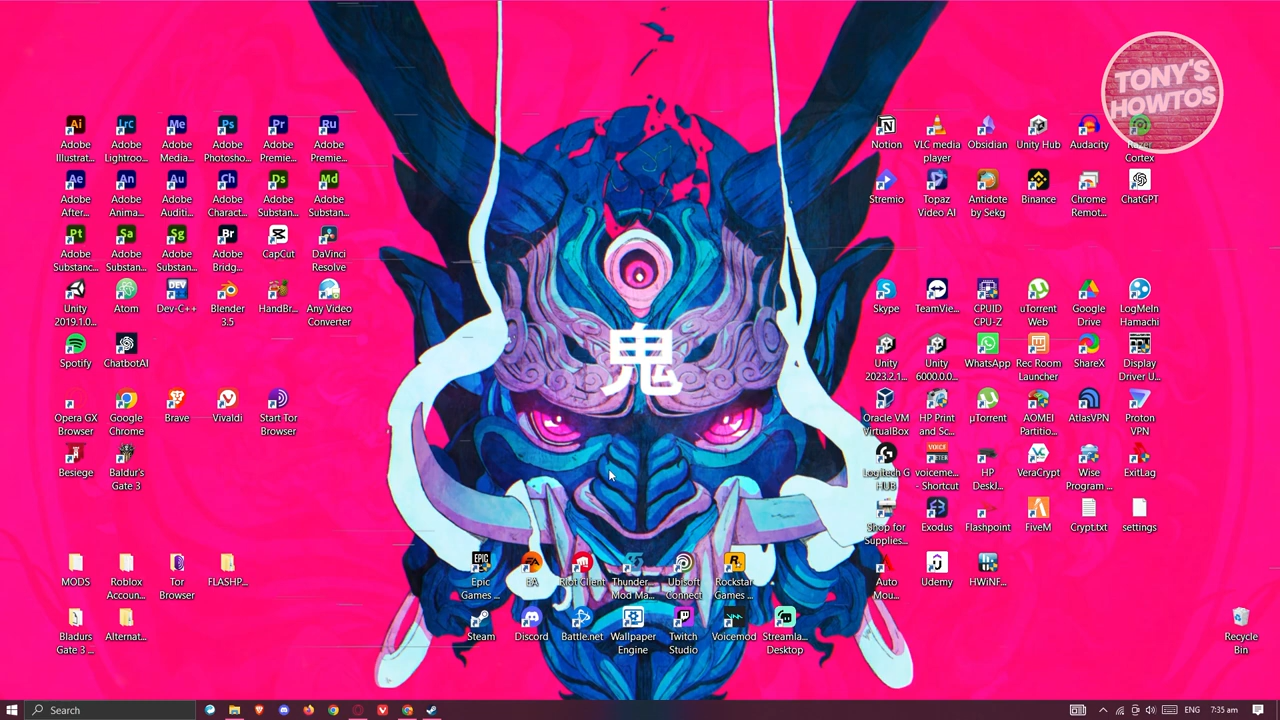 TONY'S
HOWTOS
Adobe Illustrat...
Adobe Lightroo...
Adobe Media...
Adobe Photosho...
Adobe Premie...
Adobe Premie...
Notion
VLC media player
Obsidian
Unity Hub
Audacity
Razer Cortex
Adobe After...
Adobe Anima...
Adobe Auditi...
Adobe Charact...
Adobe Substan...
Adobe Substan...
Stremio
Topaz Video AI
Antidote by Sekg
Binance
Chrome Remot...
ChatGPT
Adobe Substanc...
Adobe Substan...
Adobe Substan...
Adobe Bridg...
CapCut
DaVinci Resolve
Unity 2019.1.0...
Atom
Dev-C++
Blender 3.5
HandBr...
Any Video Converter
鬼
Skype
TeamVie...
CPUID CPU-Z
uTorrent Web
Google Drive
LogMeIn Hamachi
Spotify
ChatbotAI
Unity 2023.2.1...
Unity 6000.0.0...
WhatsApp
Rec Room Launcher
ShareX
Display Driver U...
Opera GX Browser
Google Chrome
Brave
Vivaldi
Start Tor Browser
Oracle VM VirtualBox
HP Print and Sc...
µTorrent
AOMEI Partitio...
AtlasVPN
Proton VPN
Besiege
Baldur's Gate 3
Logitech G HUB
voiceme... - Shortcut
HP DeskJ...
VeraCrypt
Wise Program ...
ExitLag
Shop for Supplies...
Exodus
Flashpoint
FiveM
Crypt.txt
settings
MODS
Roblox Accoun...
Tor Browser
FLASHP...
Epic Games ...
EA
Riot Client
Thunder... Mod Ma...
Ubisoft Connect
Rockstar Games ...
Auto Mou...
Udemy
HWiNF...
Bladurs Gate 3 ...
Alternat...
Steam
Discord
Battle.net
Wallpaper Engine
Twitch Studio
Voicemod
Streamla... Desktop
Recycle Bin
Search
ENG
7:35 am